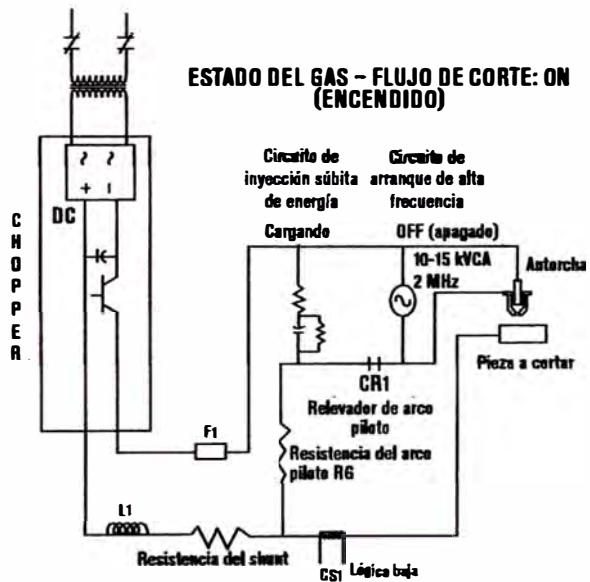 ESTADO DEL GAS – FLUJO DE CORTE: ON
(ENCENDIDO)
CHOPPER
DC
+ –
Circuito de
inyección súbita
de energía
Cargando
Circuito de
arranque de alta
frecuencia
OFF (apagado)
10-15 kVCA
2 MHz
Antorcha
Pieza a cortar
CR1
Relevador de arco
piloto
Resistencia del arco
piloto R6
F1
L1
Resistencia del shunt
CS1 Lógica baja